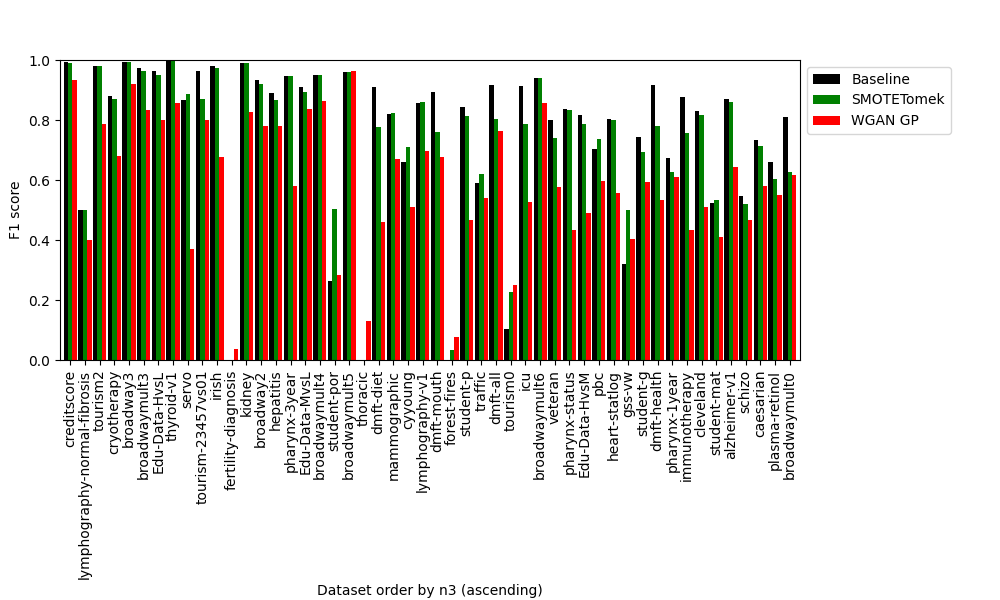 Baseline
SMOTETomek
WGAN GP
F1 score
1.0
0.8
0.6
0.4
0.2
0.0
creditscore
lymphography-normal-fibrosis
tourism2
cryotherapy
broadway3
broadwaymult3
Edu-Data-HvsL
thyroid-v1
servo
tourism-23457vs01
irish
fertility-diagnosis
kidney
broadway2
hepatitis
pharynx-3year
Edu-Data-MvsL
broadwaymult4
student-por
broadwaymult5
thoracic
dmft-diet
mammographic
cyyoung
lymphography-v1
dmft-mouth
forest-fires
student-p
traffic
dmft-all
tourism0
icu
broadwaymult6
veteran
pharynx-status
Edu-Data-HvsM
pbc
heart-statlog
gss-vw
student-g
dmft-health
pharynx-1year
immunotherapy
cleveland
student-mat
alzheimer-v1
schizo
caesarian
plasma-retinol
broadwaymult0
Dataset order by n3 (ascending)